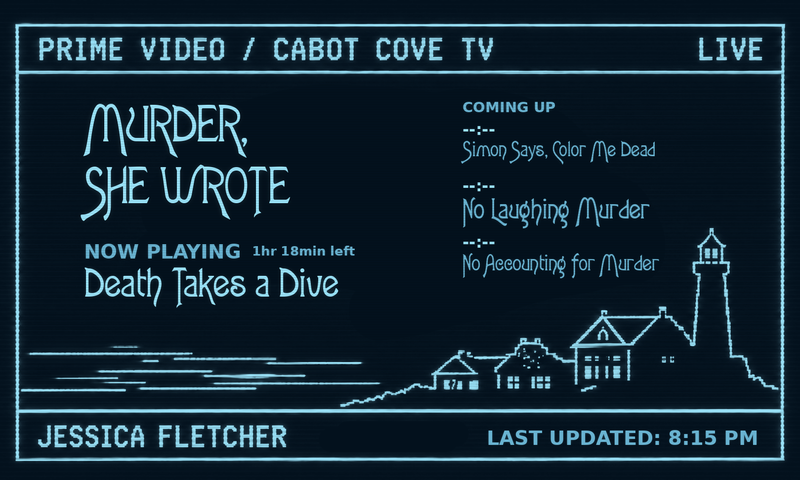 PRIME VIDEO / CABOT COVE TV
LIVE
MURDER,
SHE WROTE
NOW PLAYING 1hr 18min left
Death Takes a Dive
COMING UP
--:--
Simon Says, Color Me Dead
--:--
No Laughing Murder
--:--
No Accounting for Murder
JESSICA FLETCHER
LAST UPDATED: 8:15 PM